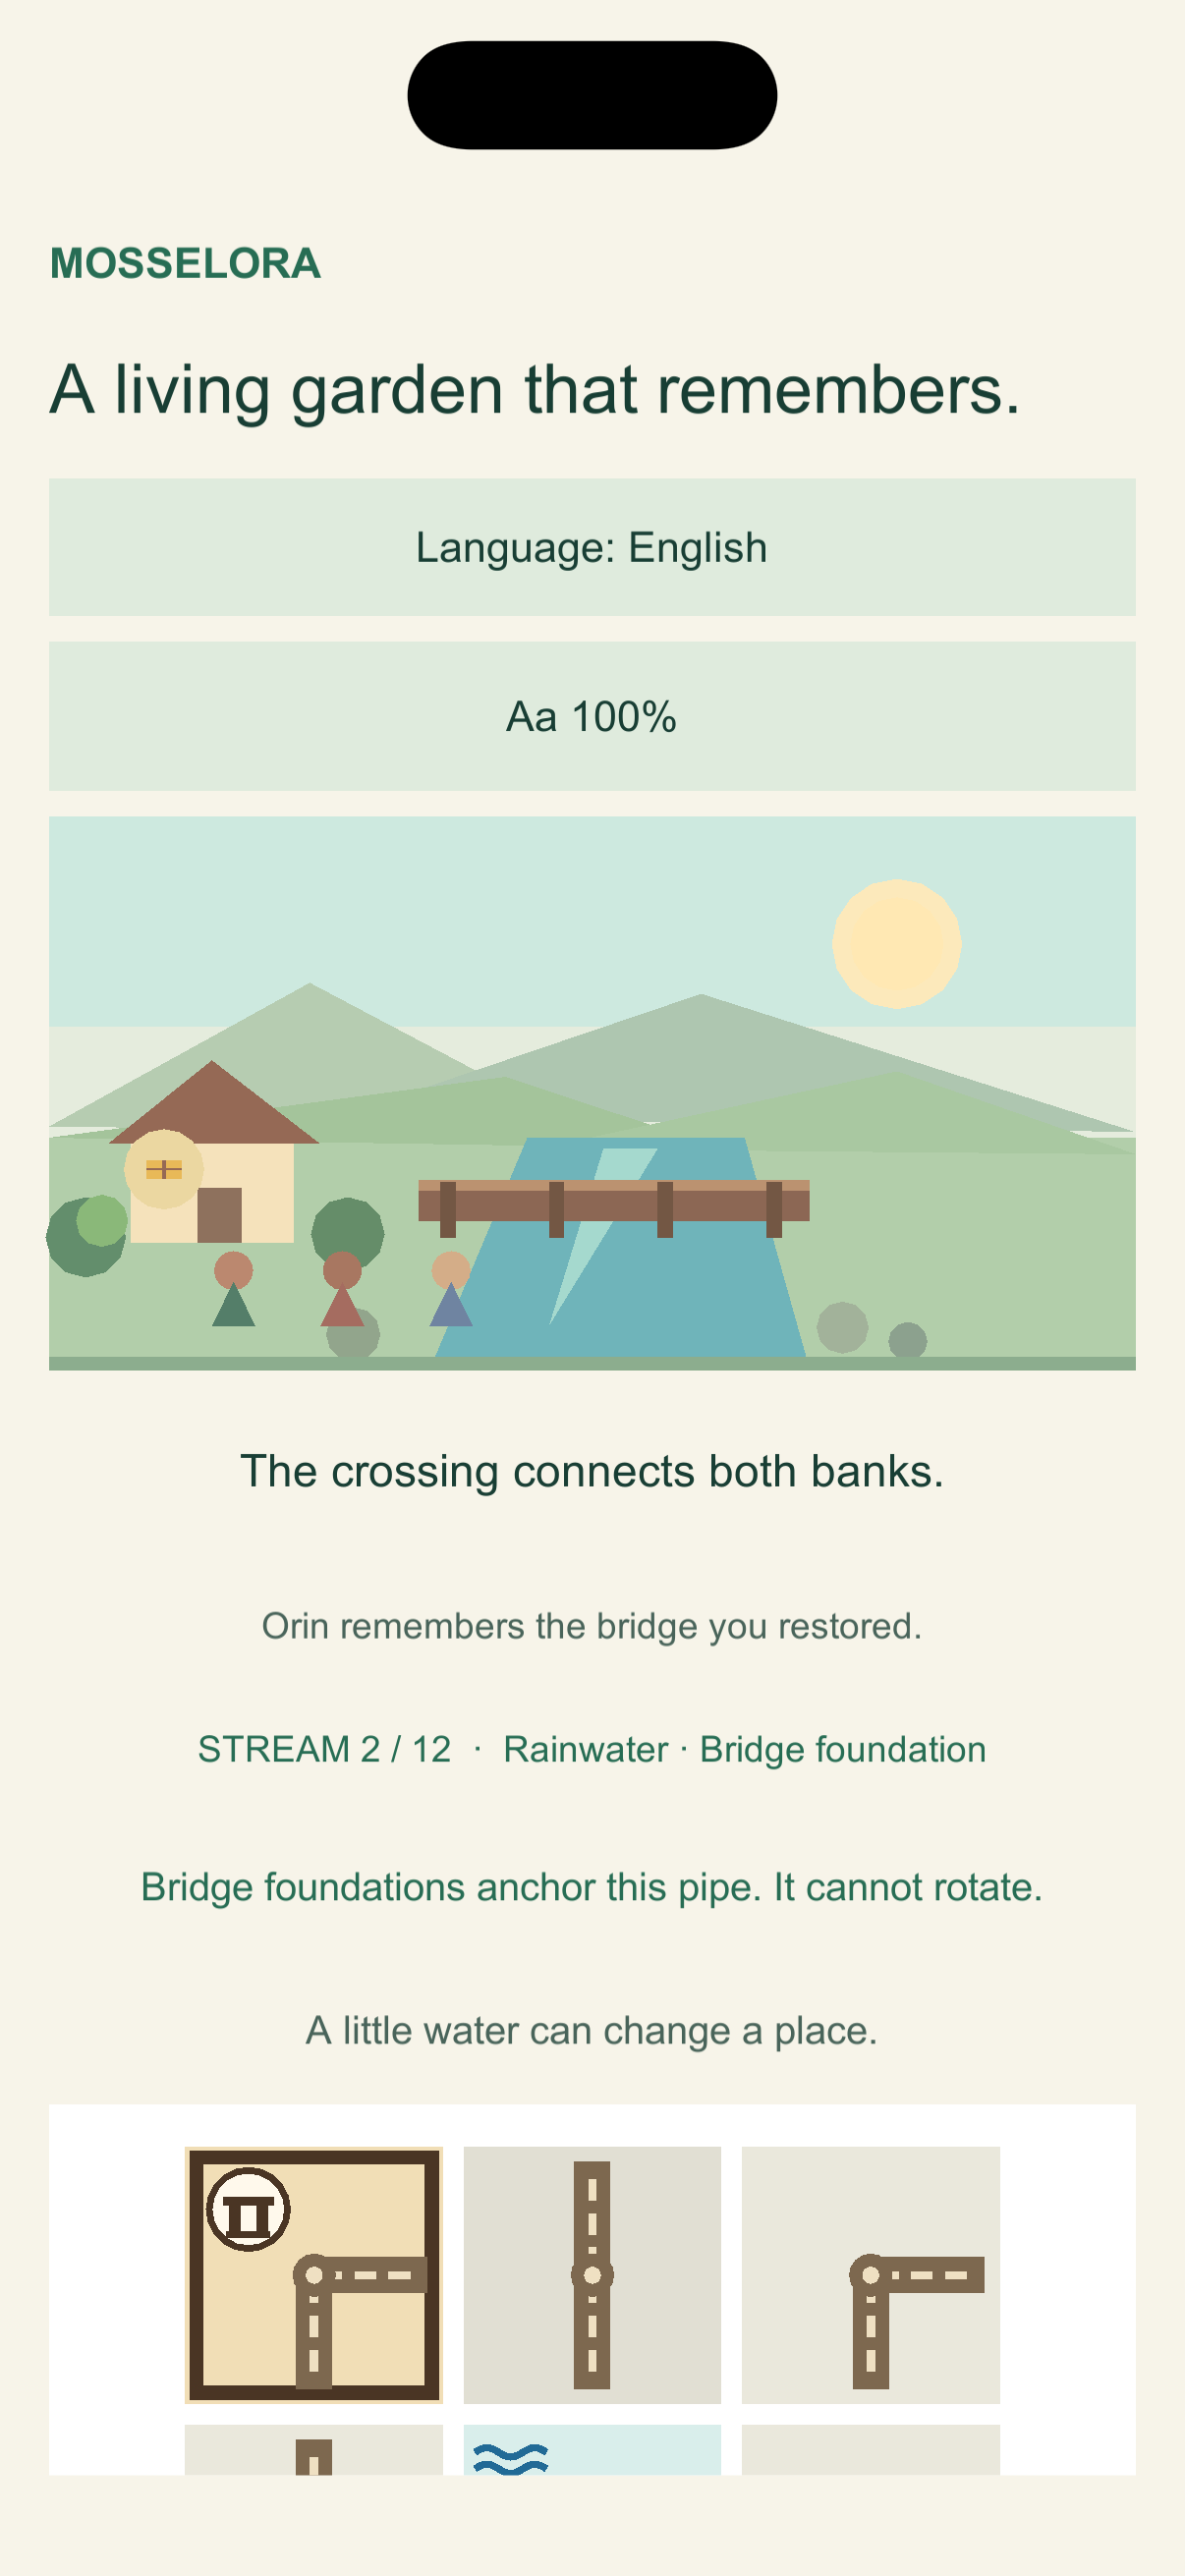 MOSSELORA
A living garden that remembers.
Language: English
Aa 100%
The crossing connects both banks.
Orin remembers the bridge you restored.
STREAM 2 / 12 · Rainwater · Bridge foundation
Bridge foundations anchor this pipe. It cannot rotate.
A little water can change a place.